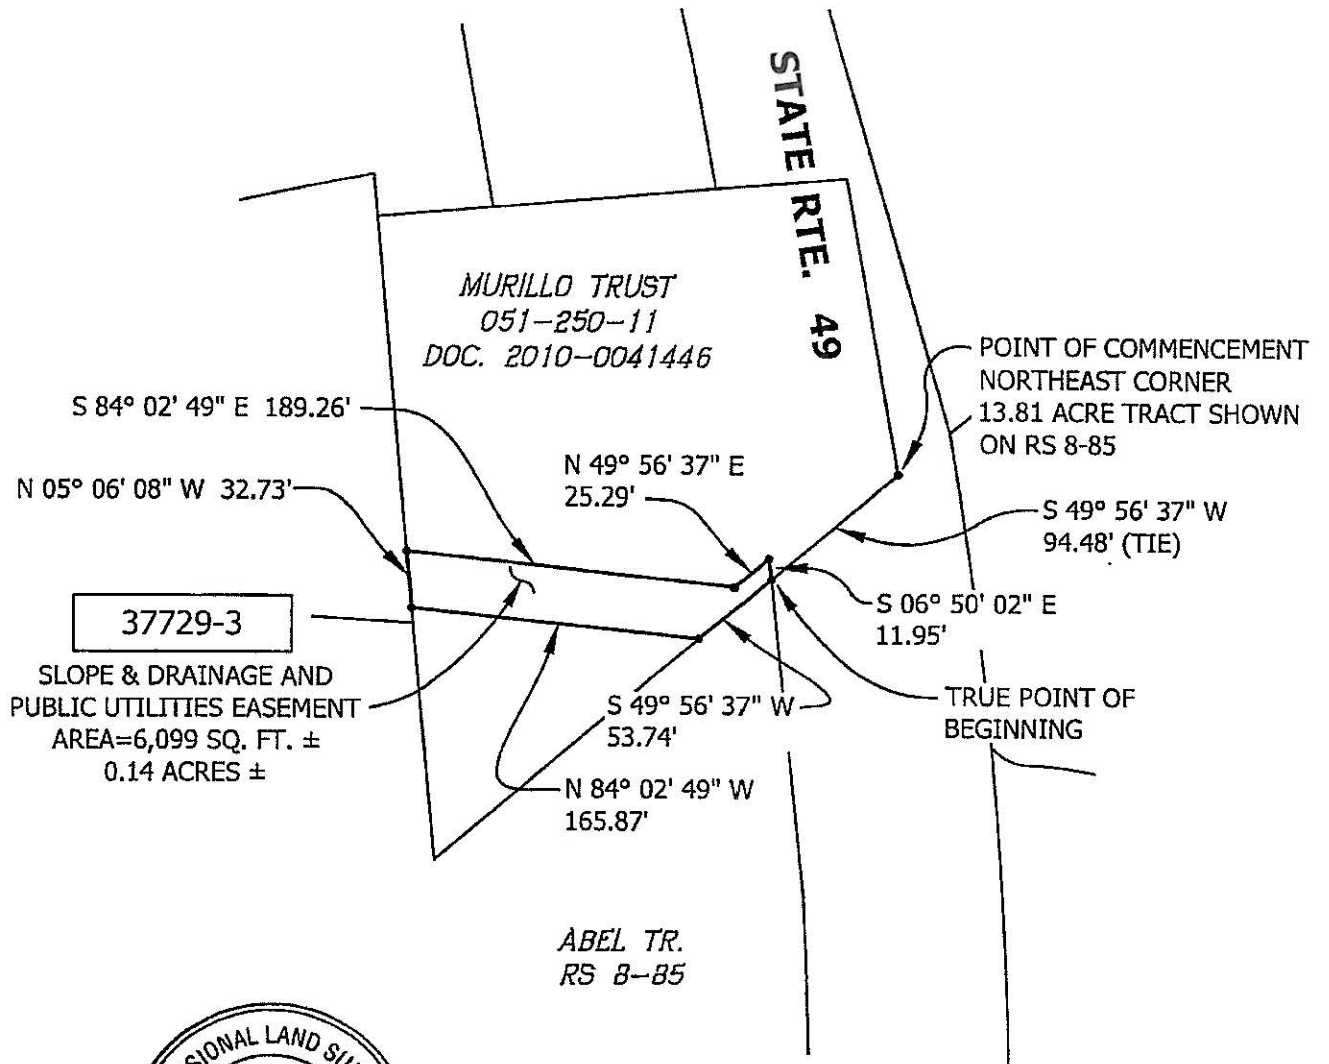 STATE RTE. 49
MURILLO TRUST
051-250-11
DOC. 2010-0041446
POINT OF COMMENCEMENT
NORTHEAST CORNER
13.81 ACRE TRACT SHOWN
ON RS 8-85
S 84° 02' 49" E 189.26'
N 49° 56' 37" E
25.29'
N 05° 06' 08" W 32.73'
S 49° 56' 37" W
94.48' (TIE)
S 06° 50' 02" E
11.95'
37729-3
SLOPE & DRAINAGE AND
PUBLIC UTILITIES EASEMENT
AREA=6,099 SQ. FT. ±
0.14 ACRES ±
S 49° 56' 37" W
53.74'
TRUE POINT OF
BEGINNING
N 84° 02' 49" W
165.87'
ABEL TR.
RS 8-85
LAND